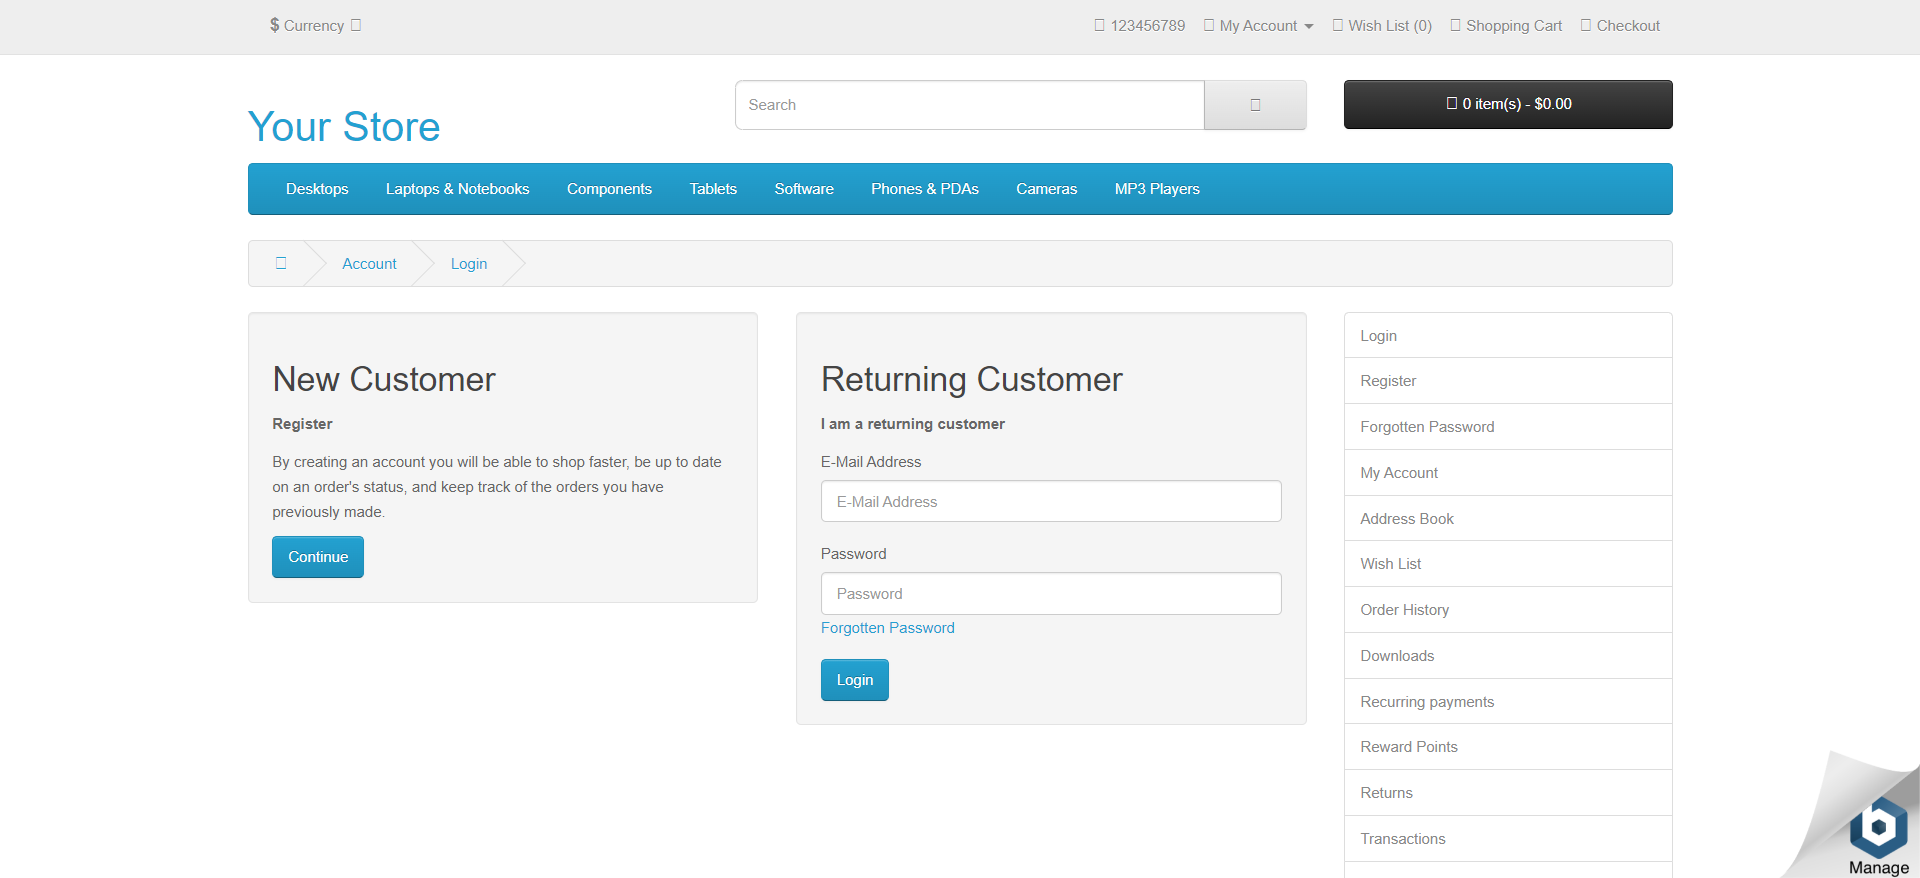 $ Currency
123456789 My Account Wish List (0) Shopping Cart Checkout
Your Store
Search
0 item(s) - $0.00
Desktops Laptops & Notebooks Components Tablets Software Phones & PDAs Cameras MP3 Players
Account Login
New Customer
Register
By creating an account you will be able to shop faster, be up to date
on an order's status, and keep track of the orders you have
previously made.
Continue
Returning Customer
I am a returning customer
E-Mail Address
E-Mail Address
Password
Password
Forgotten Password
Login
Login
Register
Forgotten Password
My Account
Address Book
Wish List
Order History
Downloads
Recurring payments
Reward Points
Returns
Transactions
Manage